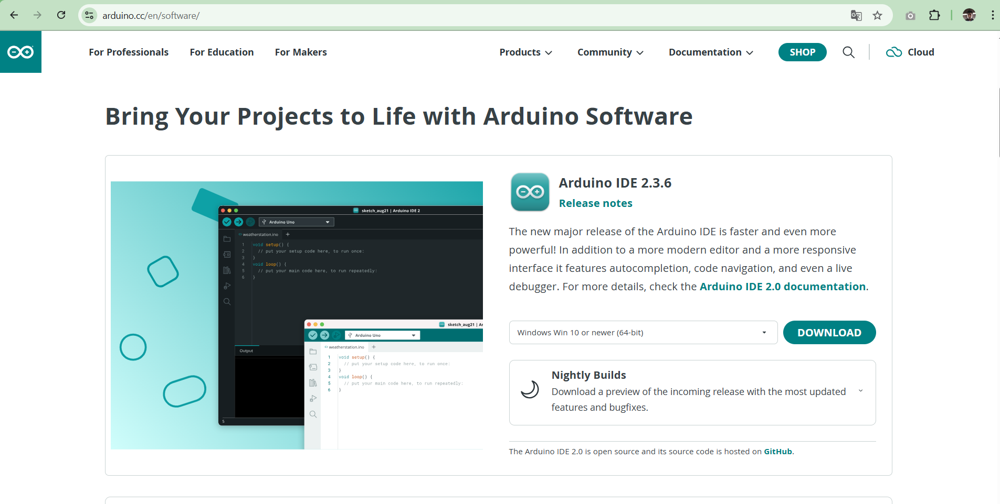 arduino.cc/en/software/
For Professionals
For Education
For Makers
Products
Community
Documentation
SHOP
Cloud
Bring Your Projects to Life with Arduino Software
sketch_aug21 | Arduino IDE 2
Arduino Uno
weatherstation.ino
1 void setup() {
2 // put your setup code here, to run once:
3 }
4 void loop() {
5 // put your main code here, to run repeatedly:
6 }
Output
5
sketch_aug21 | Ar
Arduino Uno
weatherstation.ino
1 void setup() {
2 // put your setup code here, to run once:
3 }
4 void loop() {
5 // put your main code here, to run repeatedly:
6 }
Arduino IDE 2.3.6
Release notes
The new major release of the Arduino IDE is faster and even more
powerful! In addition to a more modern editor and a more responsive
interface it features autocompletion, code navigation, and even a live
debugger. For more details, check the Arduino IDE 2.0 documentation.
Windows Win 10 or newer (64-bit)
DOWNLOAD
Nightly Builds
Download a preview of the incoming release with the most updated
features and bugfixes.
The Arduino IDE 2.0 is open source and its source code is hosted on GitHub.